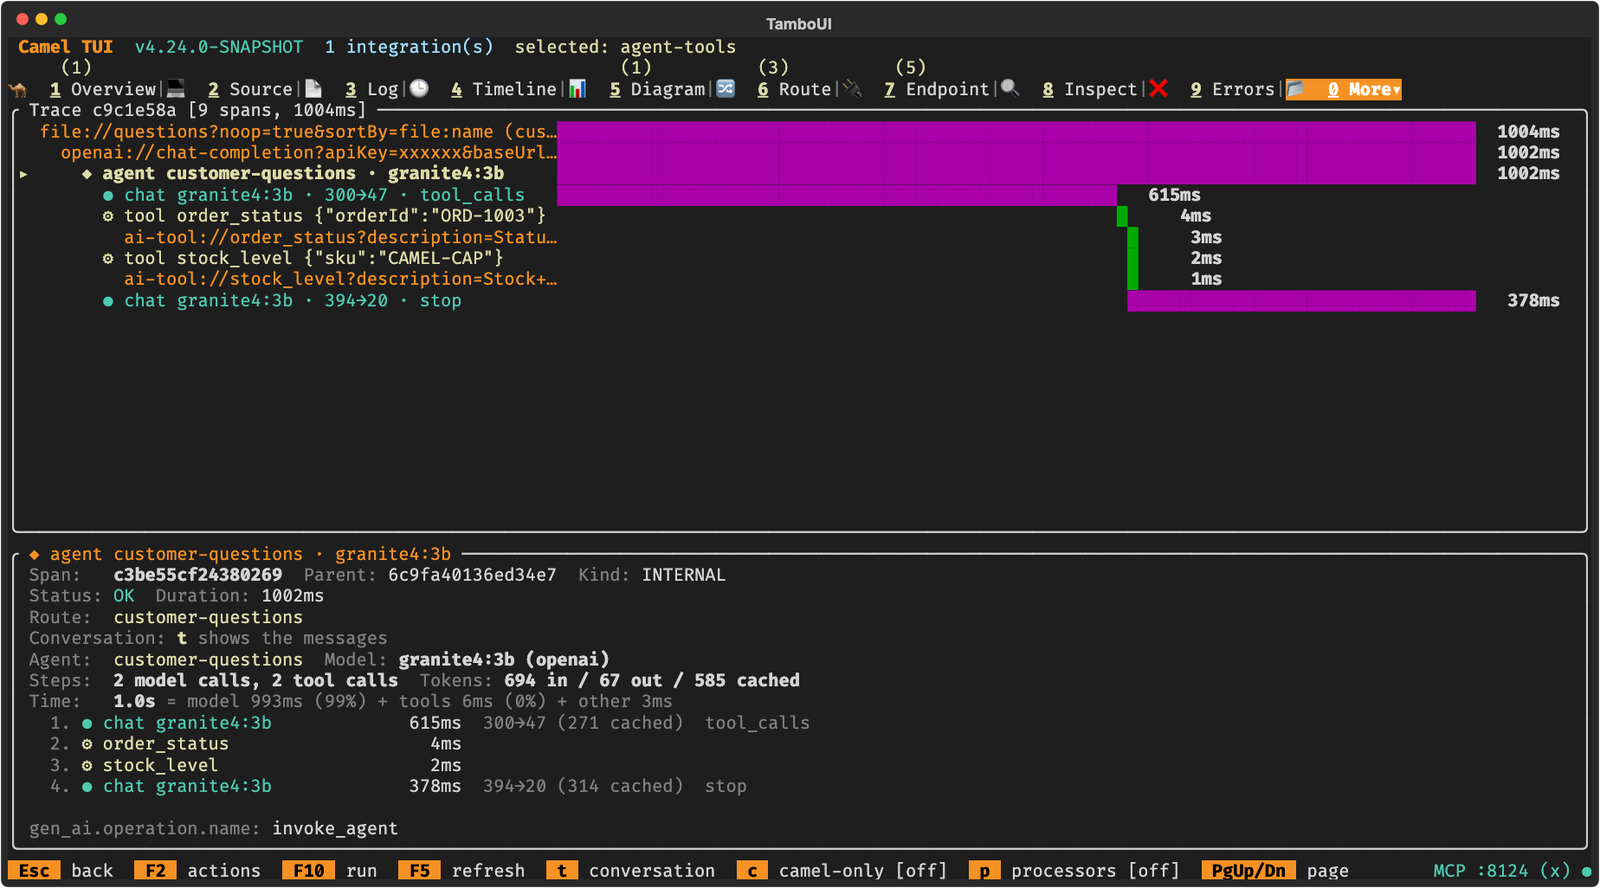 TamboUI
Camel TUI v4.24.0-SNAPSHOT 1 integration(s) selected: agent-tools
(1) (1) (3) (5)
1 Overview| 2 Source| 3 Log| 4 Timeline| 5 Diagram| 6 Route| 7 Endpoint| 8 Inspect| 9 Errors| 0 More▾
Trace c9c1e58a [9 spans, 1004ms]
file://questions?noop=true&sortBy=file:name (cus… 1004ms
openai://chat-completion?apiKey=xxxxxx&baseUrl… 1002ms
▸ ◆ agent customer-questions · granite4:3b 1002ms
● chat granite4:3b · 300→47 · tool_calls 615ms
⚙ tool order_status {"orderId":"ORD-1003"} 4ms
ai-tool://order_status?description=Statu… 3ms
⚙ tool stock_level {"sku":"CAMEL-CAP"} 2ms
ai-tool://stock_level?description=Stock+… 1ms
● chat granite4:3b · 394→20 · stop 378ms
◆ agent customer-questions · granite4:3b
Span: c3be55cf24380269 Parent: 6c9fa40136ed34e7 Kind: INTERNAL
Status: OK Duration: 1002ms
Route: customer-questions
Conversation: t shows the messages
Agent: customer-questions Model: granite4:3b (openai)
Steps: 2 model calls, 2 tool calls Tokens: 694 in / 67 out / 585 cached
Time: 1.0s = model 993ms (99%) + tools 6ms (0%) + other 3ms
1. ● chat granite4:3b 615ms 300→47 (271 cached) tool_calls
2. ⚙ order_status 4ms
3. ⚙ stock_level 2ms
4. ● chat granite4:3b 378ms 394→20 (314 cached) stop
gen_ai.operation.name: invoke_agent
Esc back F2 actions F10 run F5 refresh t conversation c camel-only [off] p processors [off] PgUp/Dn page MCP :8124 (x) ●